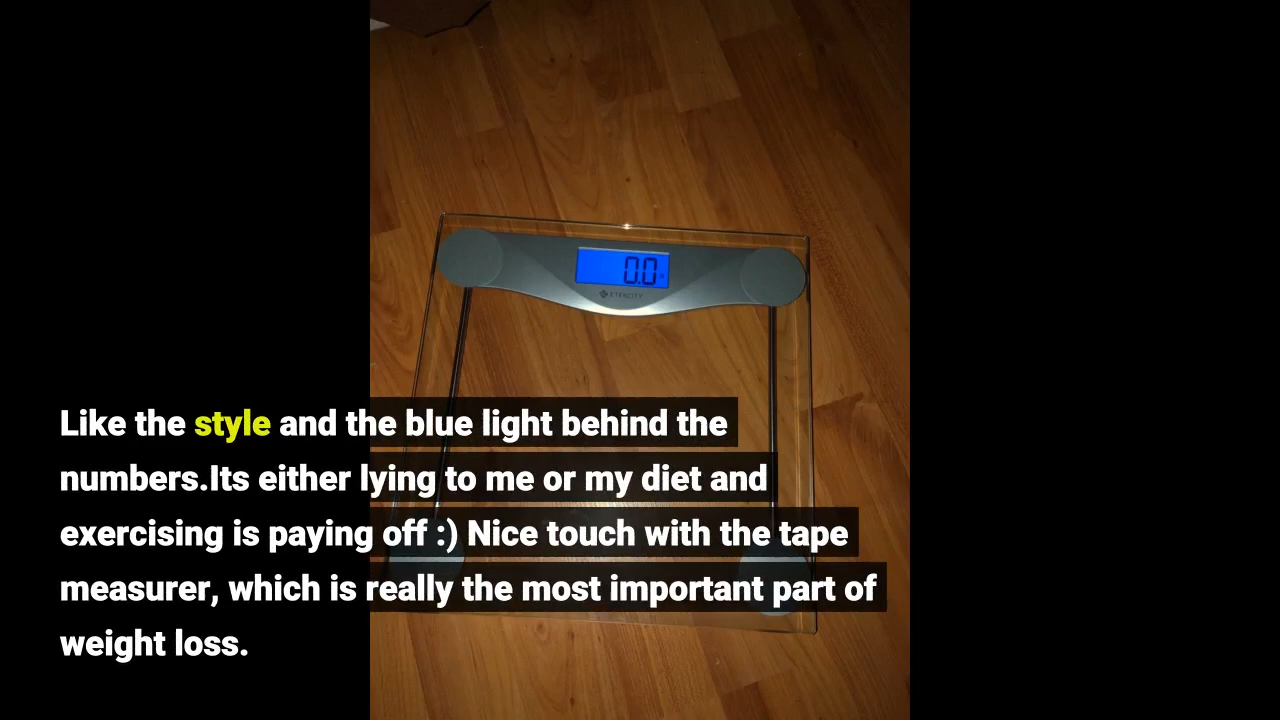 0.0
ETEKCITY
Like the style and the blue light behind the
numbers.Its either lying to me or my diet and
exercising is paying off :) Nice touch with the tape
measurer, which is really the most important part of
weight loss.